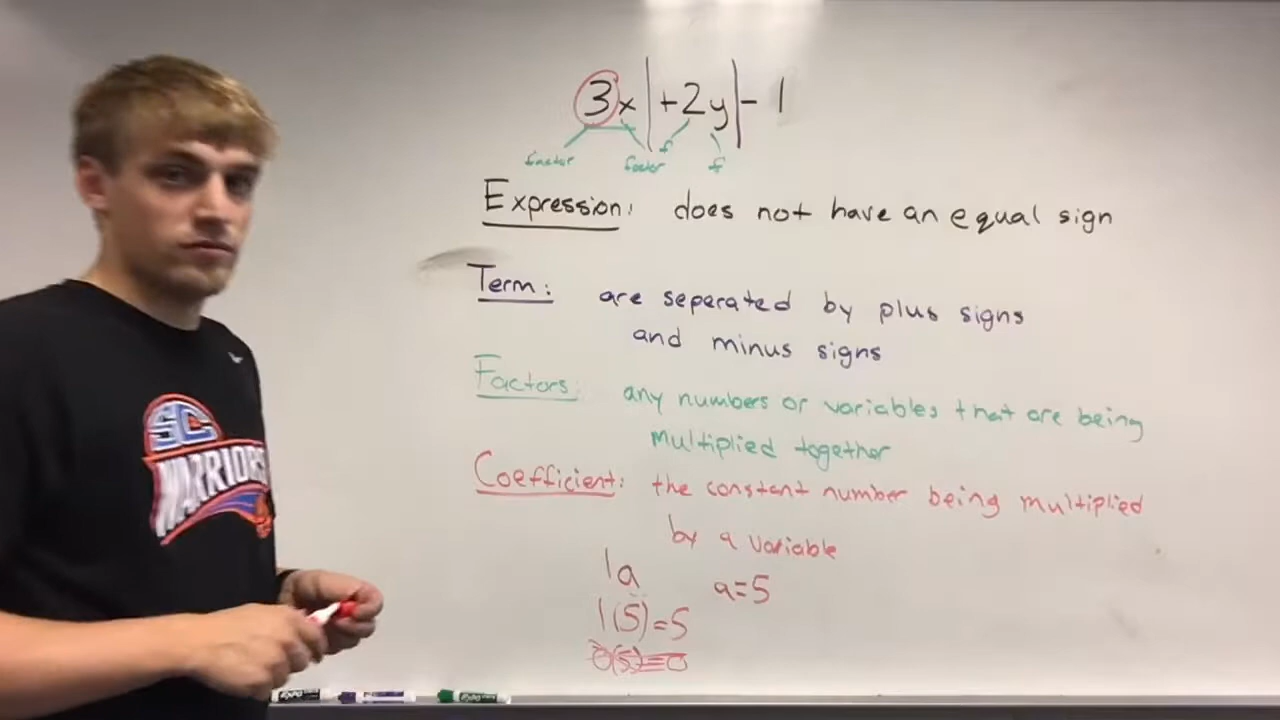 3x|+2y|-1
factor factor f f
Expression: does not have an equal sign
Term: are separated by plus signs
and minus signs
Factors: any numbers or variables that are being
multiplied together
Coefficient: the constant number being multiplied
by a variable
1a a=5
1(5)=5
0(5)=0
SC
WARRIORS
EXPO